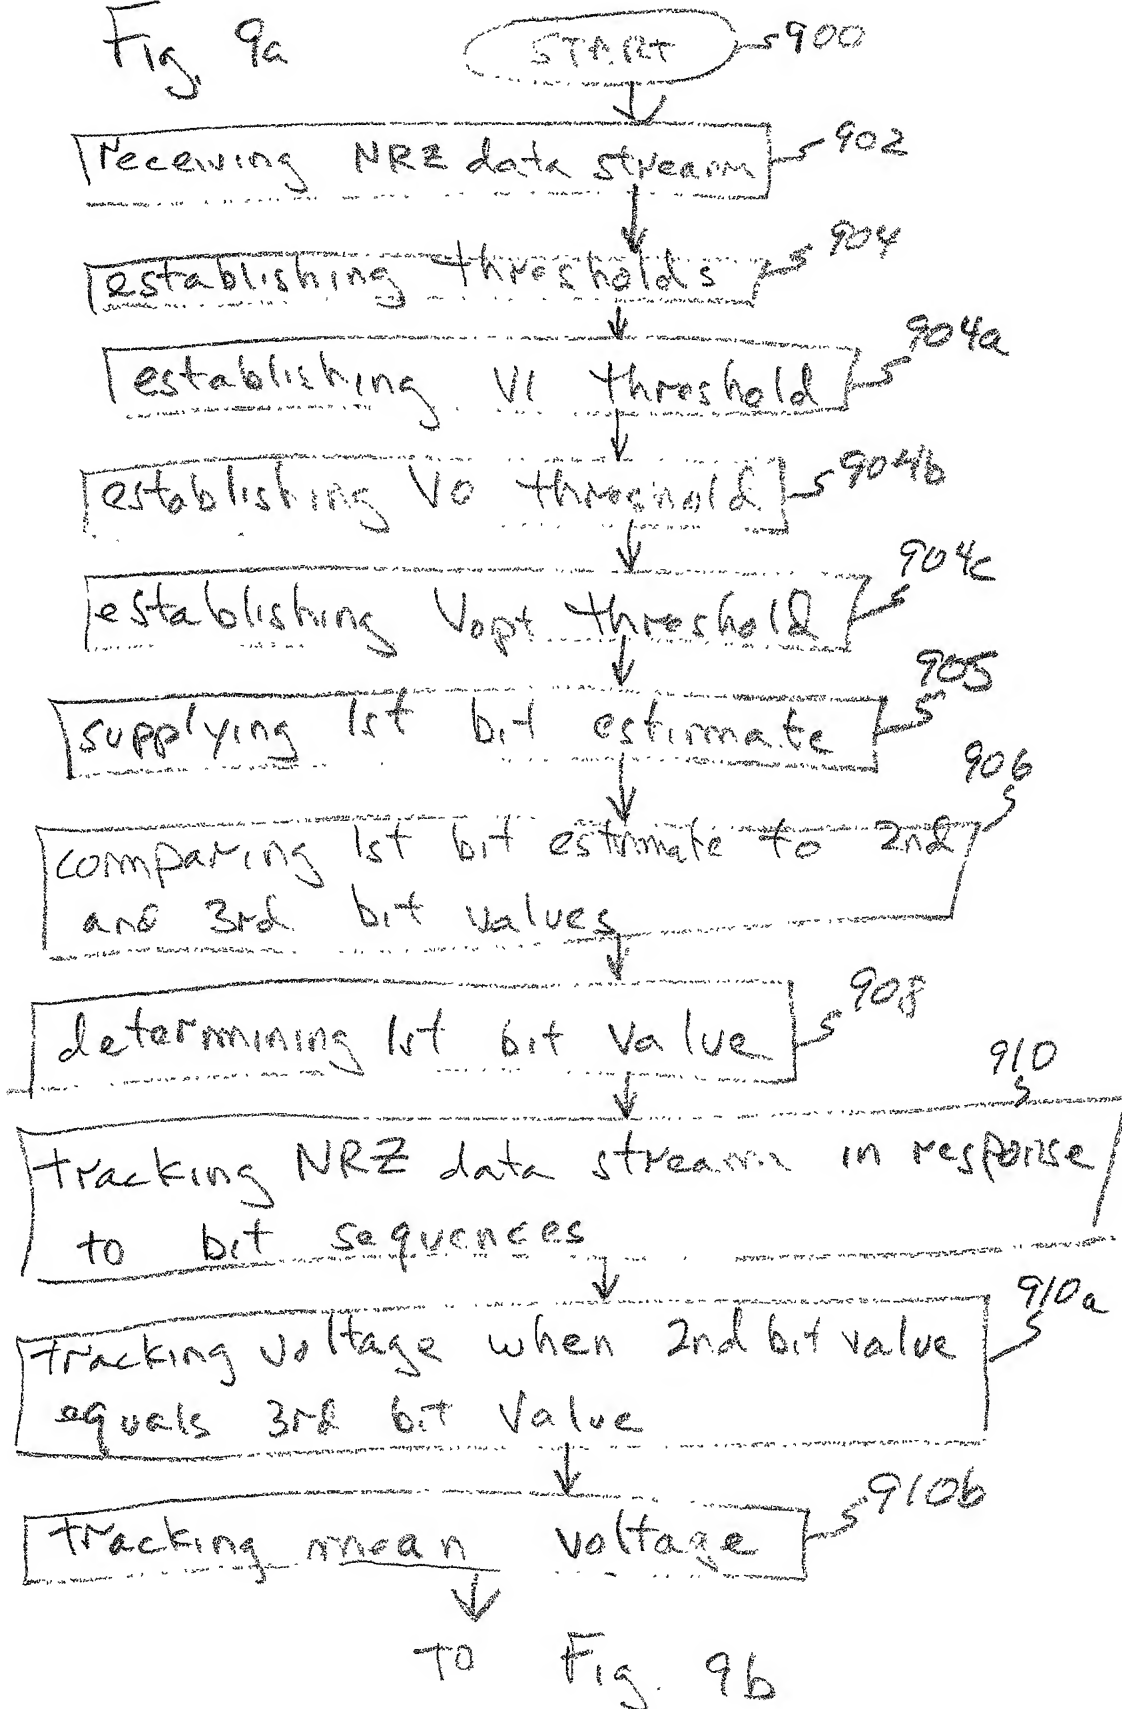 Fig. 9a
START 900
receiving NRZ data stream 902
establishing thresholds 904
establishing V1 threshold 904a
establishing V0 threshold 904b
establishing Vopt threshold 904c
supplying 1st bit estimate 905
906
comparing 1st bit estimate to 2nd
and 3rd bit values
determining 1st bit value 908
910
tracking NRZ data stream in response
to bit sequences
910a
tracking voltage when 2nd bit value
equals 3rd bit value
tracking mean voltage 910b
TO Fig. 9b